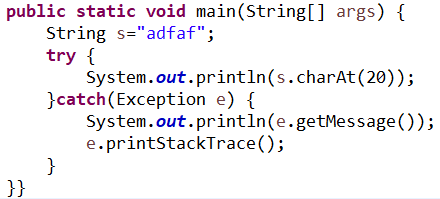 public static void main(String[] args) {
    String s="adfaf";
    try {
        System.out.println(s.charAt(20));
    }catch(Exception e) {
        System.out.println(e.getMessage());
        e.printStackTrace();
    }
}}